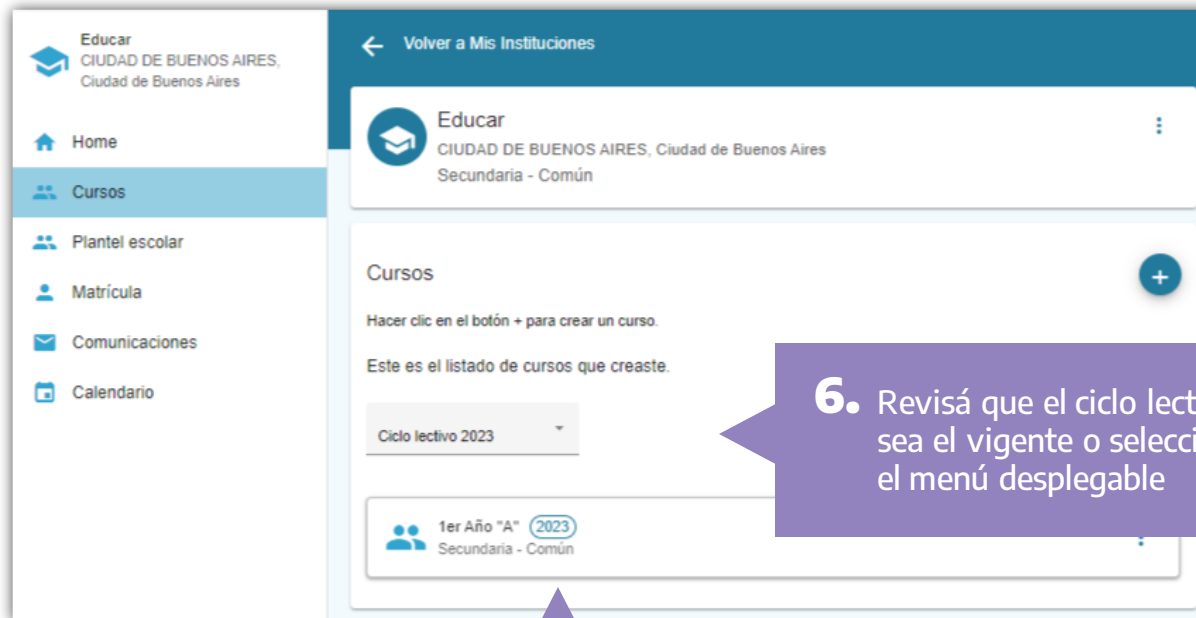 Educar
CIUDAD DE BUENOS AIRES,
Ciudad de Buenos Aires
Home
Cursos
Plantel escolar
Matrícula
Comunicaciones
Calendario
Volver a Mis Instituciones
Educar
CIUDAD DE BUENOS AIRES, Ciudad de Buenos Aires
Secundaria - Común
Cursos
+
Hacer clic en el botón + para crear un curso.
Este es el listado de cursos que creaste.
Ciclo lectivo 2023
6. Revisá que el ciclo lect
sea el vigente o selecci
el menú desplegable
1er Año "A" 2023
Secundaria - Común